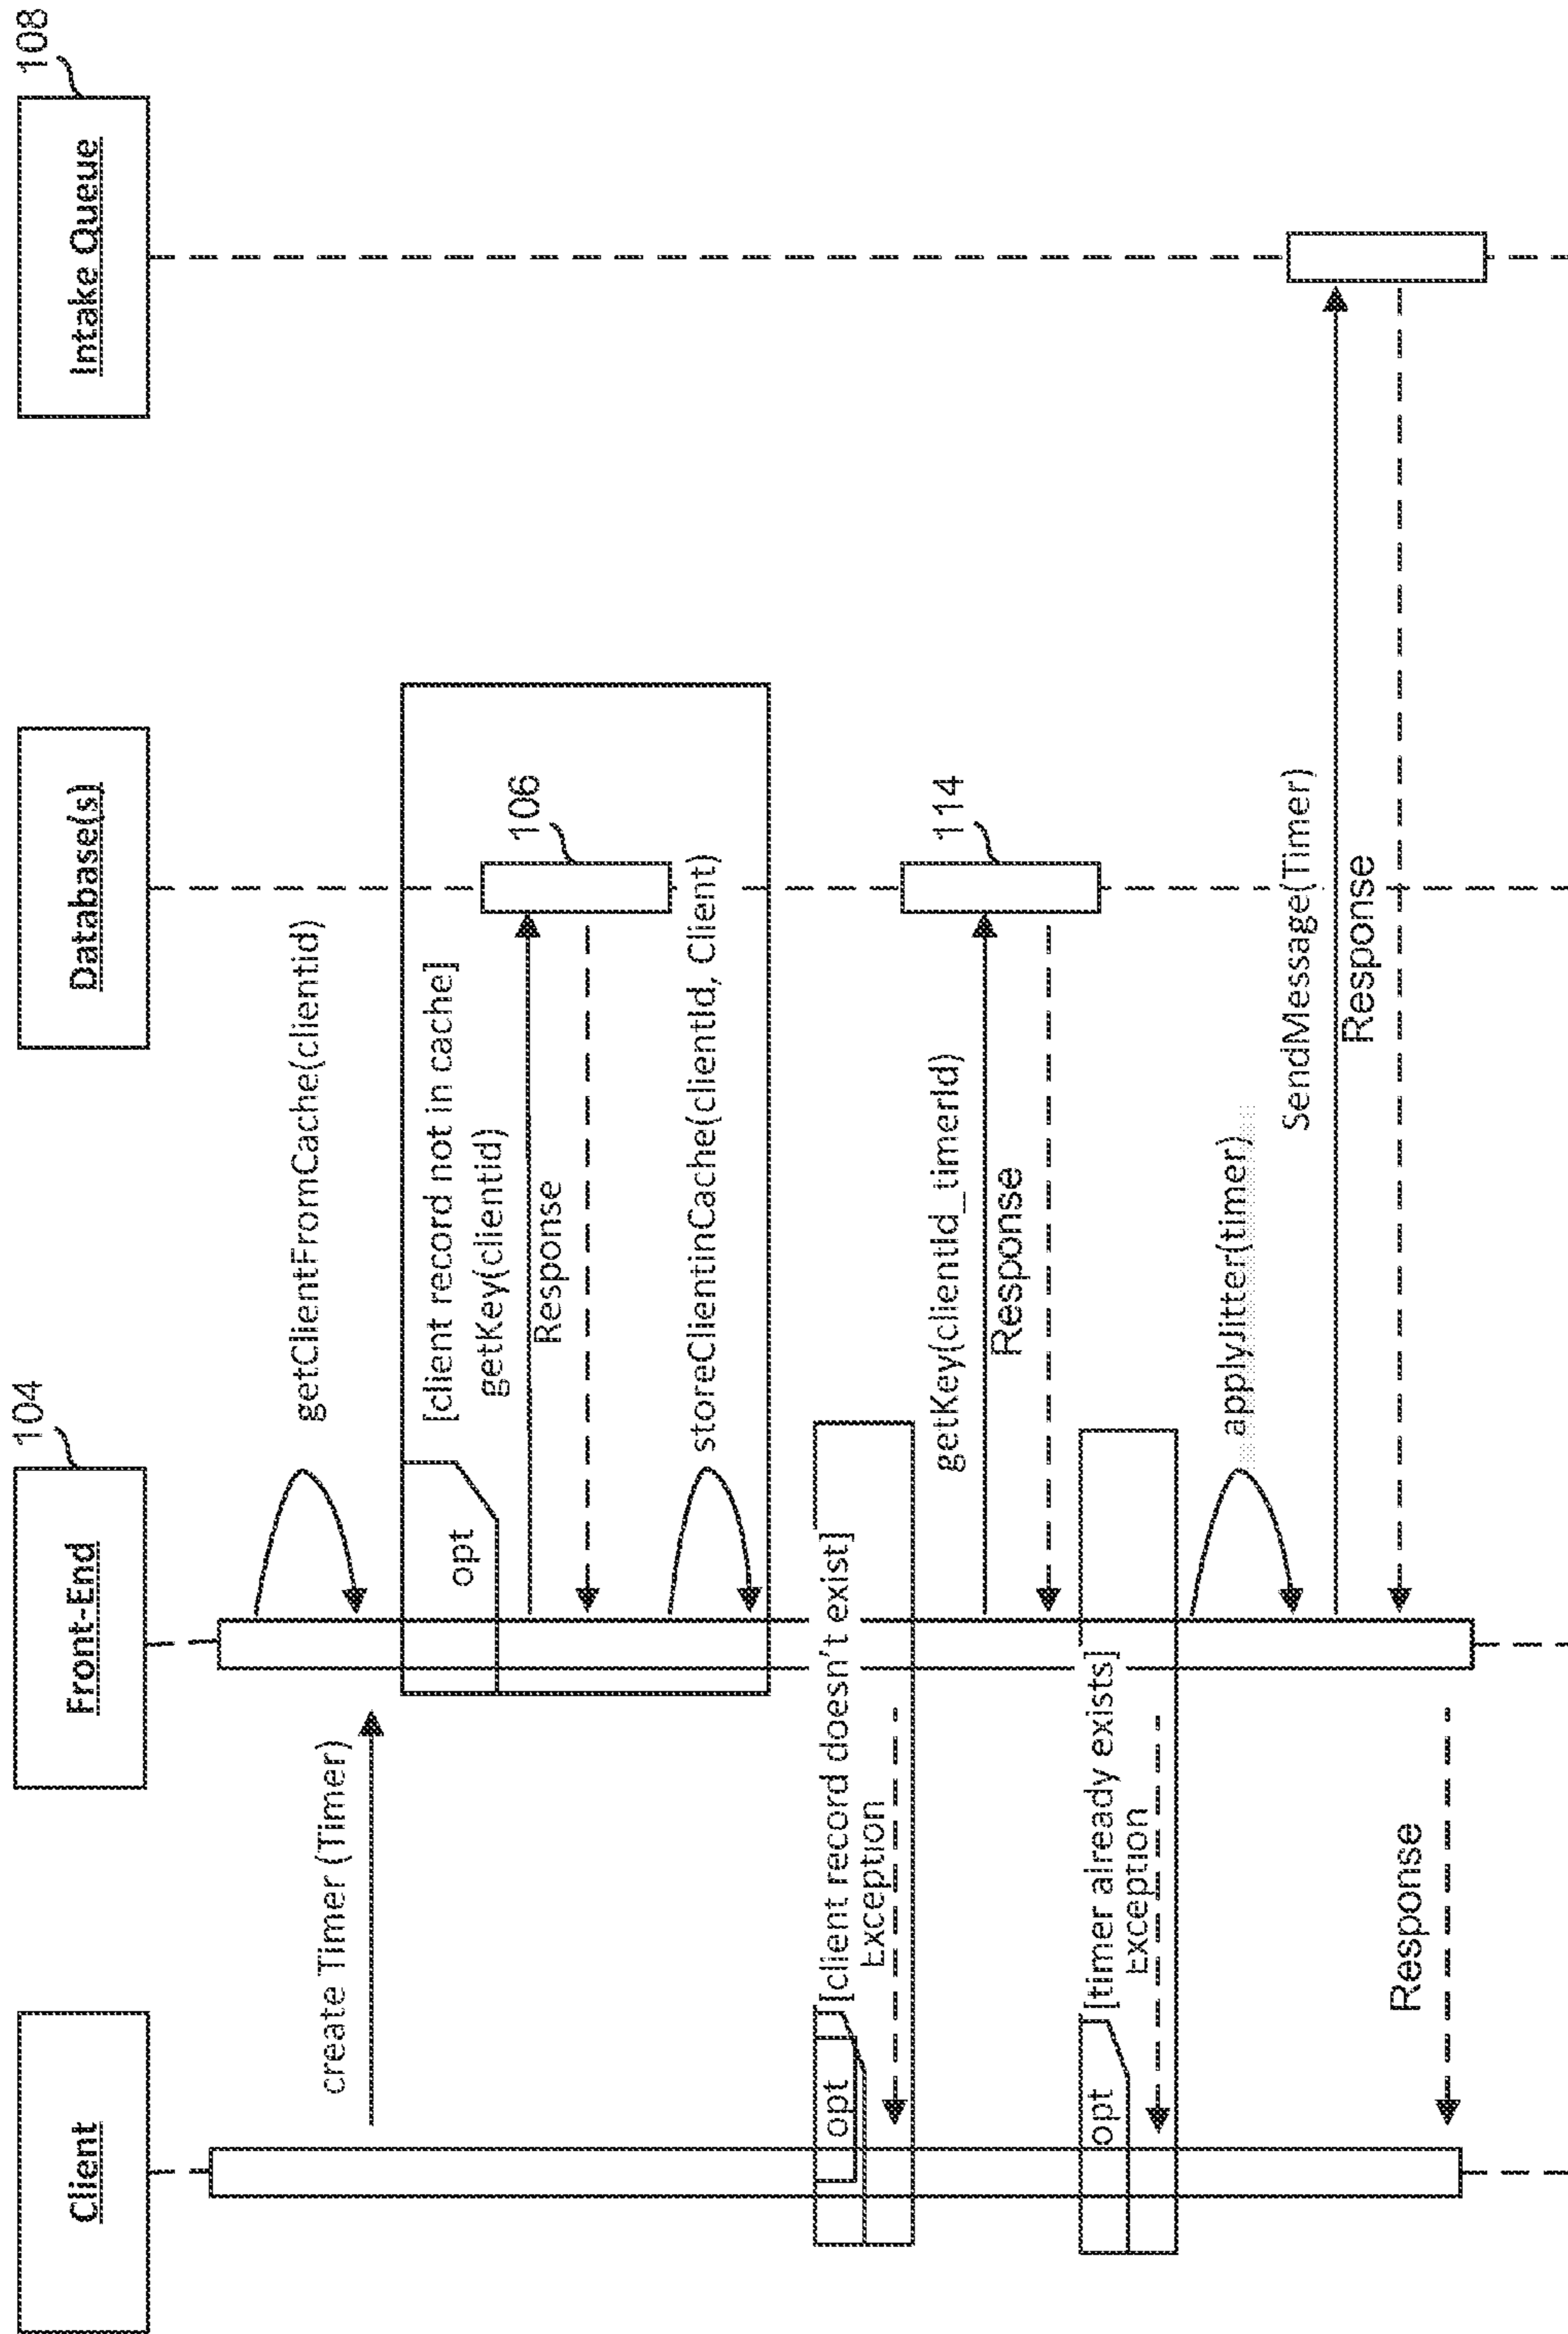 Client
Front-End
104
Database(s)
Intake Queue
108
create Timer (Timer)
getClientFromCache(clientid)
opt
[client record not in cache]
getKey(clientid)
106
Response
storeClientinCache(clientId, Client)
opt
[client record doesn't exist]
Exception
getKey(clientId_timerId)
114
Response
opt
[timer already exists]
Exception
applyJitter(timer)
SendMessage(Timer)
Response
Response